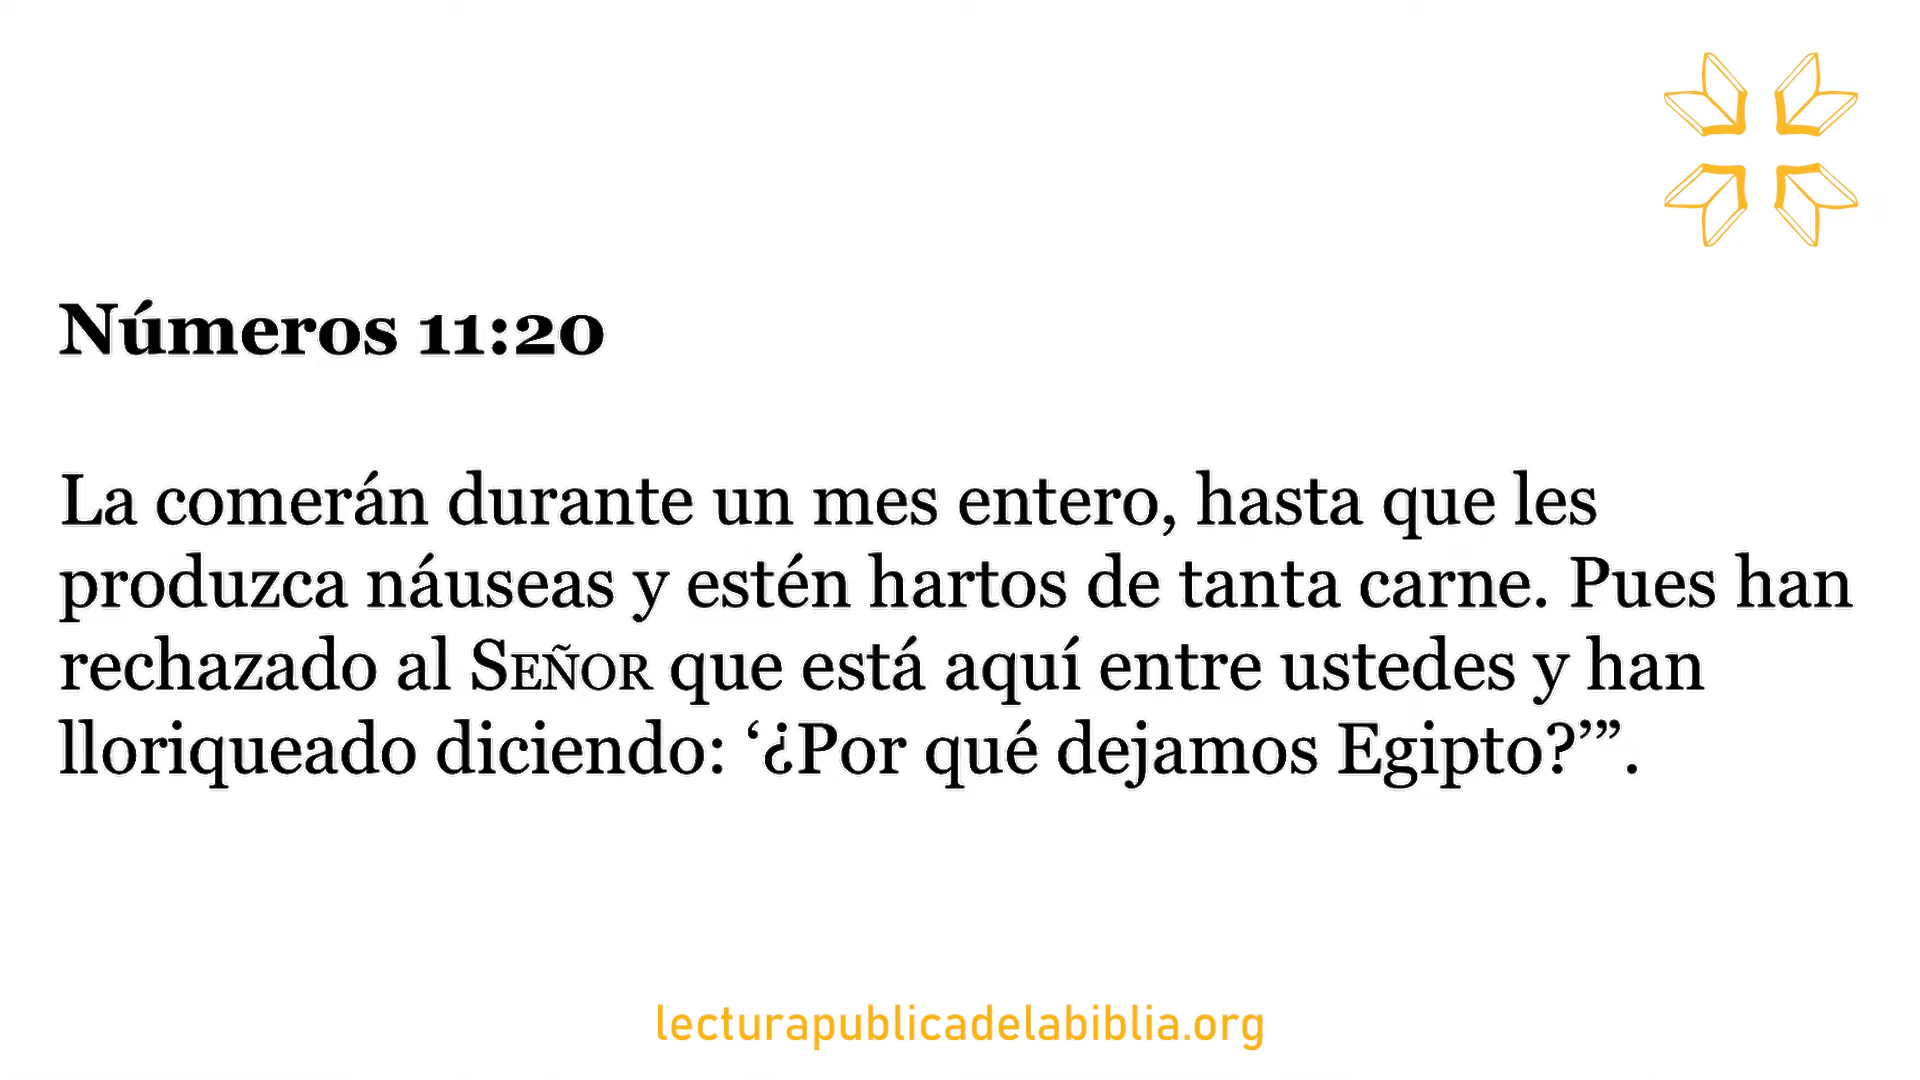 Números 11:20
La comerán durante un mes entero, hasta que les
produzca náuseas y estén hartos de tanta carne. Pues han
rechazado al SEÑOR que está aquí entre ustedes y han
lloriqueado diciendo: ‘¿Por qué dejamos Egipto?’”.
lecturapublicadelabiblia.org